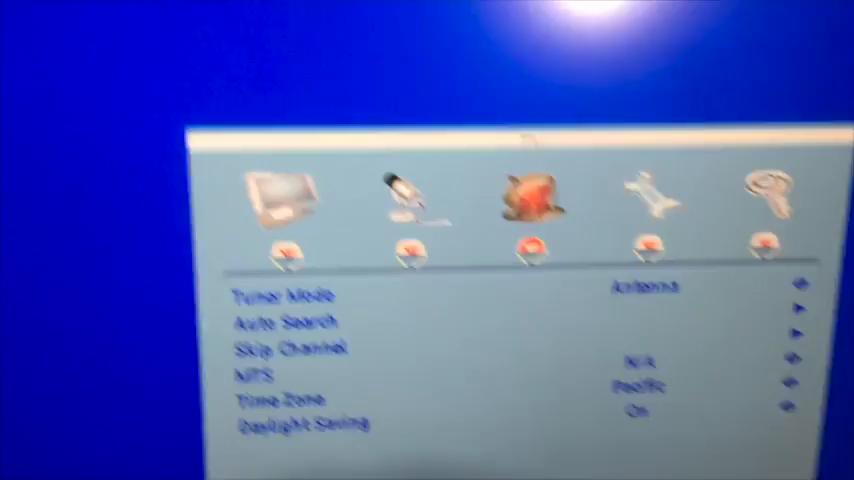 Tuner Mode Antenna
Auto Search
Skip Channel
MTS N/A
Time Zone Pacific
Daylight Saving On